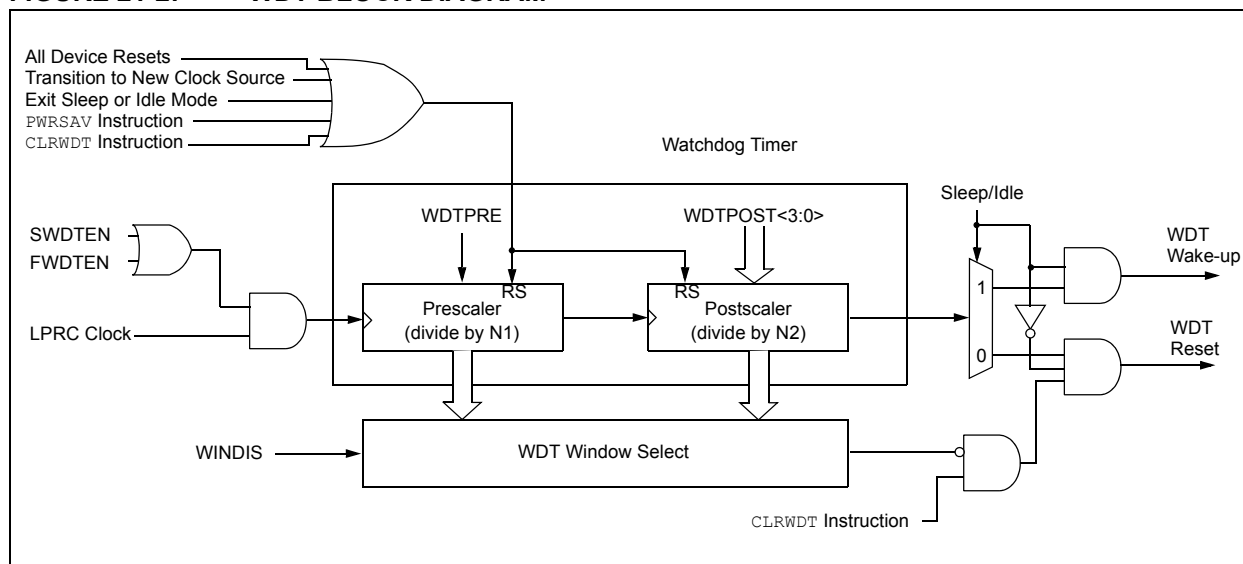 All Device Resets
Transition to New Clock Source
Exit Sleep or Idle Mode
PWRSAV Instruction
CLRWDT Instruction
Watchdog Timer
Sleep/Idle
WDTPRE
WDTPOST<3:0>
SWDTEN
FWDTEN
WDT
Wake-up
RS
RS
1
Prescaler
(divide by N1)
Postscaler
(divide by N2)
LPRC Clock
WDT
Reset
0
WINDIS
WDT Window Select
CLRWDT Instruction